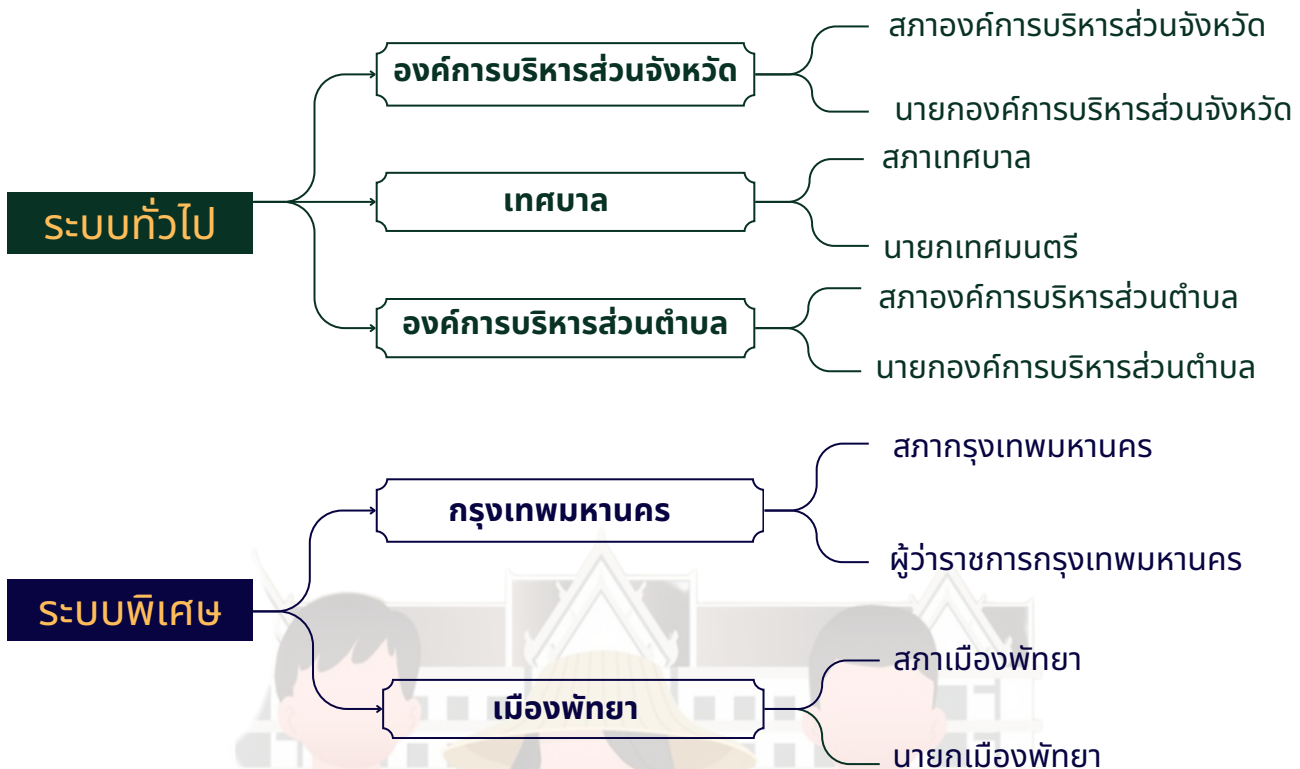 ระบบทั่วไป
องค์การบริหารส่วนจังหวัด
สภาองค์การบริหารส่วนจังหวัด
นายกองค์การบริหารส่วนจังหวัด
เทศบาล
สภาเทศบาล
นายกเทศมนตรี
องค์การบริหารส่วนตำบล
สภาองค์การบริหารส่วนตำบล
นายกองค์การบริหารส่วนตำบล
ระบบพิเศษ
กรุงเทพมหานคร
สภากรุงเทพมหานคร
ผู้ว่าราชการกรุงเทพมหานคร
เมืองพัทยา
สภาเมืองพัทยา
นายกเมืองพัทยา